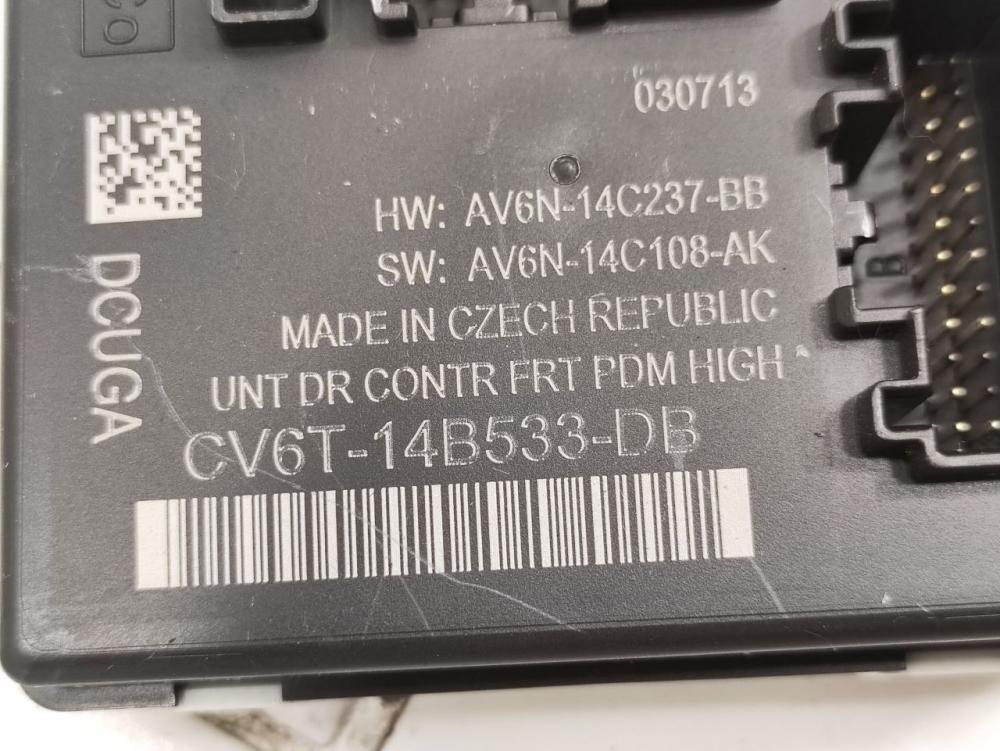 Co
030713
HW: AV6N-14C237-BB
SW: AV6N-14C108-AK
MADE IN CZECH REPUBLIC
UNT DR CONTR FRT PDM HIGH
CV6T-14B533-DB
DCUGA
B